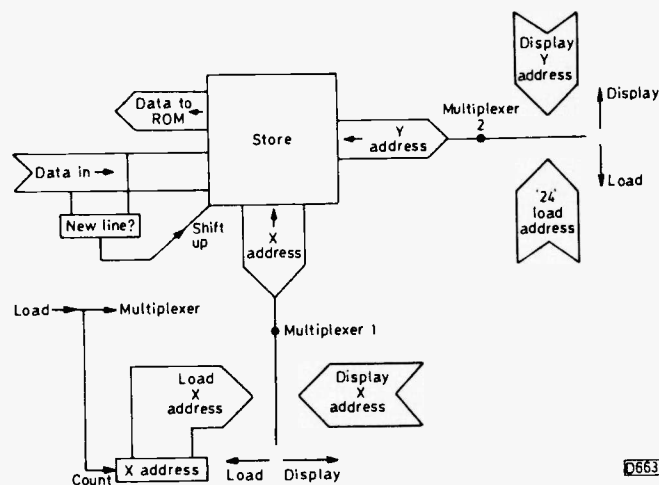 Display
Y
address
Display
Data to
ROM
Multiplexer
2
Store
Y
address
Data in
Load
'24'
load
address
New line?
Shift
up
X
address
Load
Multiplexer
Multiplexer 1
Load
X
address
Display
X
address
Count
X address
Load
Display
D663